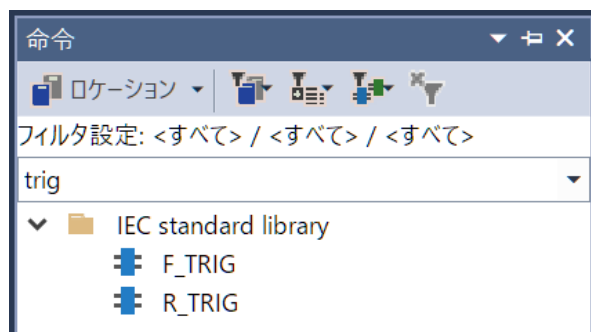 命令
ロケーション
フィルタ設定: <すべて> / <すべて> / <すべて>
trig
IEC standard library
F_TRIG
R_TRIG